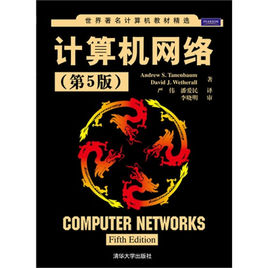 世界著名计算机教材精选
PEARSON
计算机网络
(第5版)
Andrew S. Tanenbaum
David J. Wetherall 著
严伟 潘爱民 译
李晓明 审
COMPUTER NETWORKS
Fifth Edition
清华大学出版社